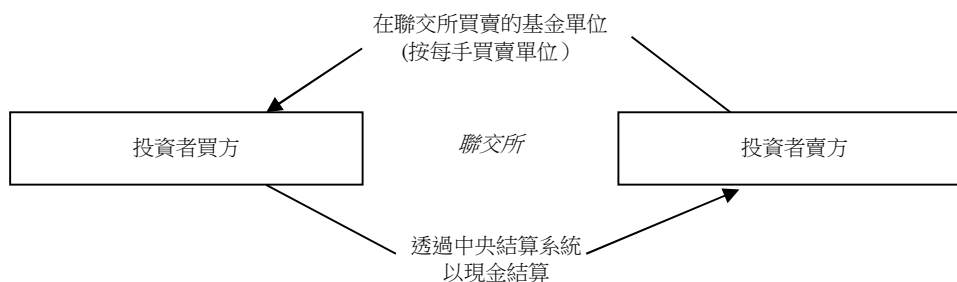 在聯交所買賣的基金單位
(按每手買賣單位）
投資者買方
聯交所
投資者賣方
透過中央結算系統
以現金結算